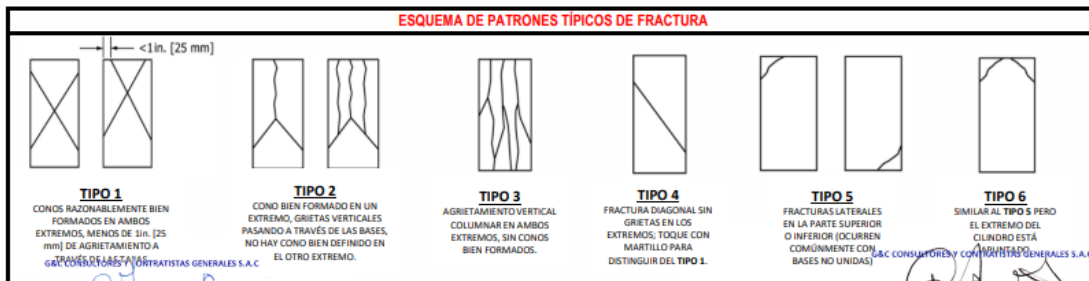 ESQUEMA DE PATRONES TÍPICOS DE FRACTURA
<1in. [25 mm]
TIPO 1
CONOS RAZONABLEMENTE BIEN
FORMADOS EN AMBOS
EXTREMOS, MENOS DE 1in. [25
mm] DE AGRIETAMIENTO A
TRAVÉS DE LAS TAPAS
G&C CONSULTORES Y CONTRATISTAS GENERALES S.A.C
TIPO 2
CONO BIEN FORMADO EN UN
EXTREMO, GRIETAS VERTICALES
PASANDO A TRAVÉS DE LAS BASES,
NO HAY CONO BIEN DEFINIDO EN
EL OTRO EXTREMO.
TIPO 3
AGRIETAMIENTO VERTICAL
COLUMNAR EN AMBOS
EXTREMOS, SIN CONOS
BIEN FORMADOS.
TIPO 4
FRACTURA DIAGONAL SIN
GRIETAS EN LOS
EXTREMOS; TOQUE CON
MARTILLO PARA
DISTINGUIR DEL TIPO 1.
TIPO 5
FRACTURAS LATERALES
EN LA PARTE SUPERIOR
O INFERIOR (OCURREN
COMÚNMENTE CON
BASES NO UNIDAS)
TIPO 6
SIMILAR AL TIPO 5 PERO
EL EXTREMO DEL
CILINDRO ESTÁ
G&C CONSULTORES Y CONTRATISTAS GENERALES S.A.C